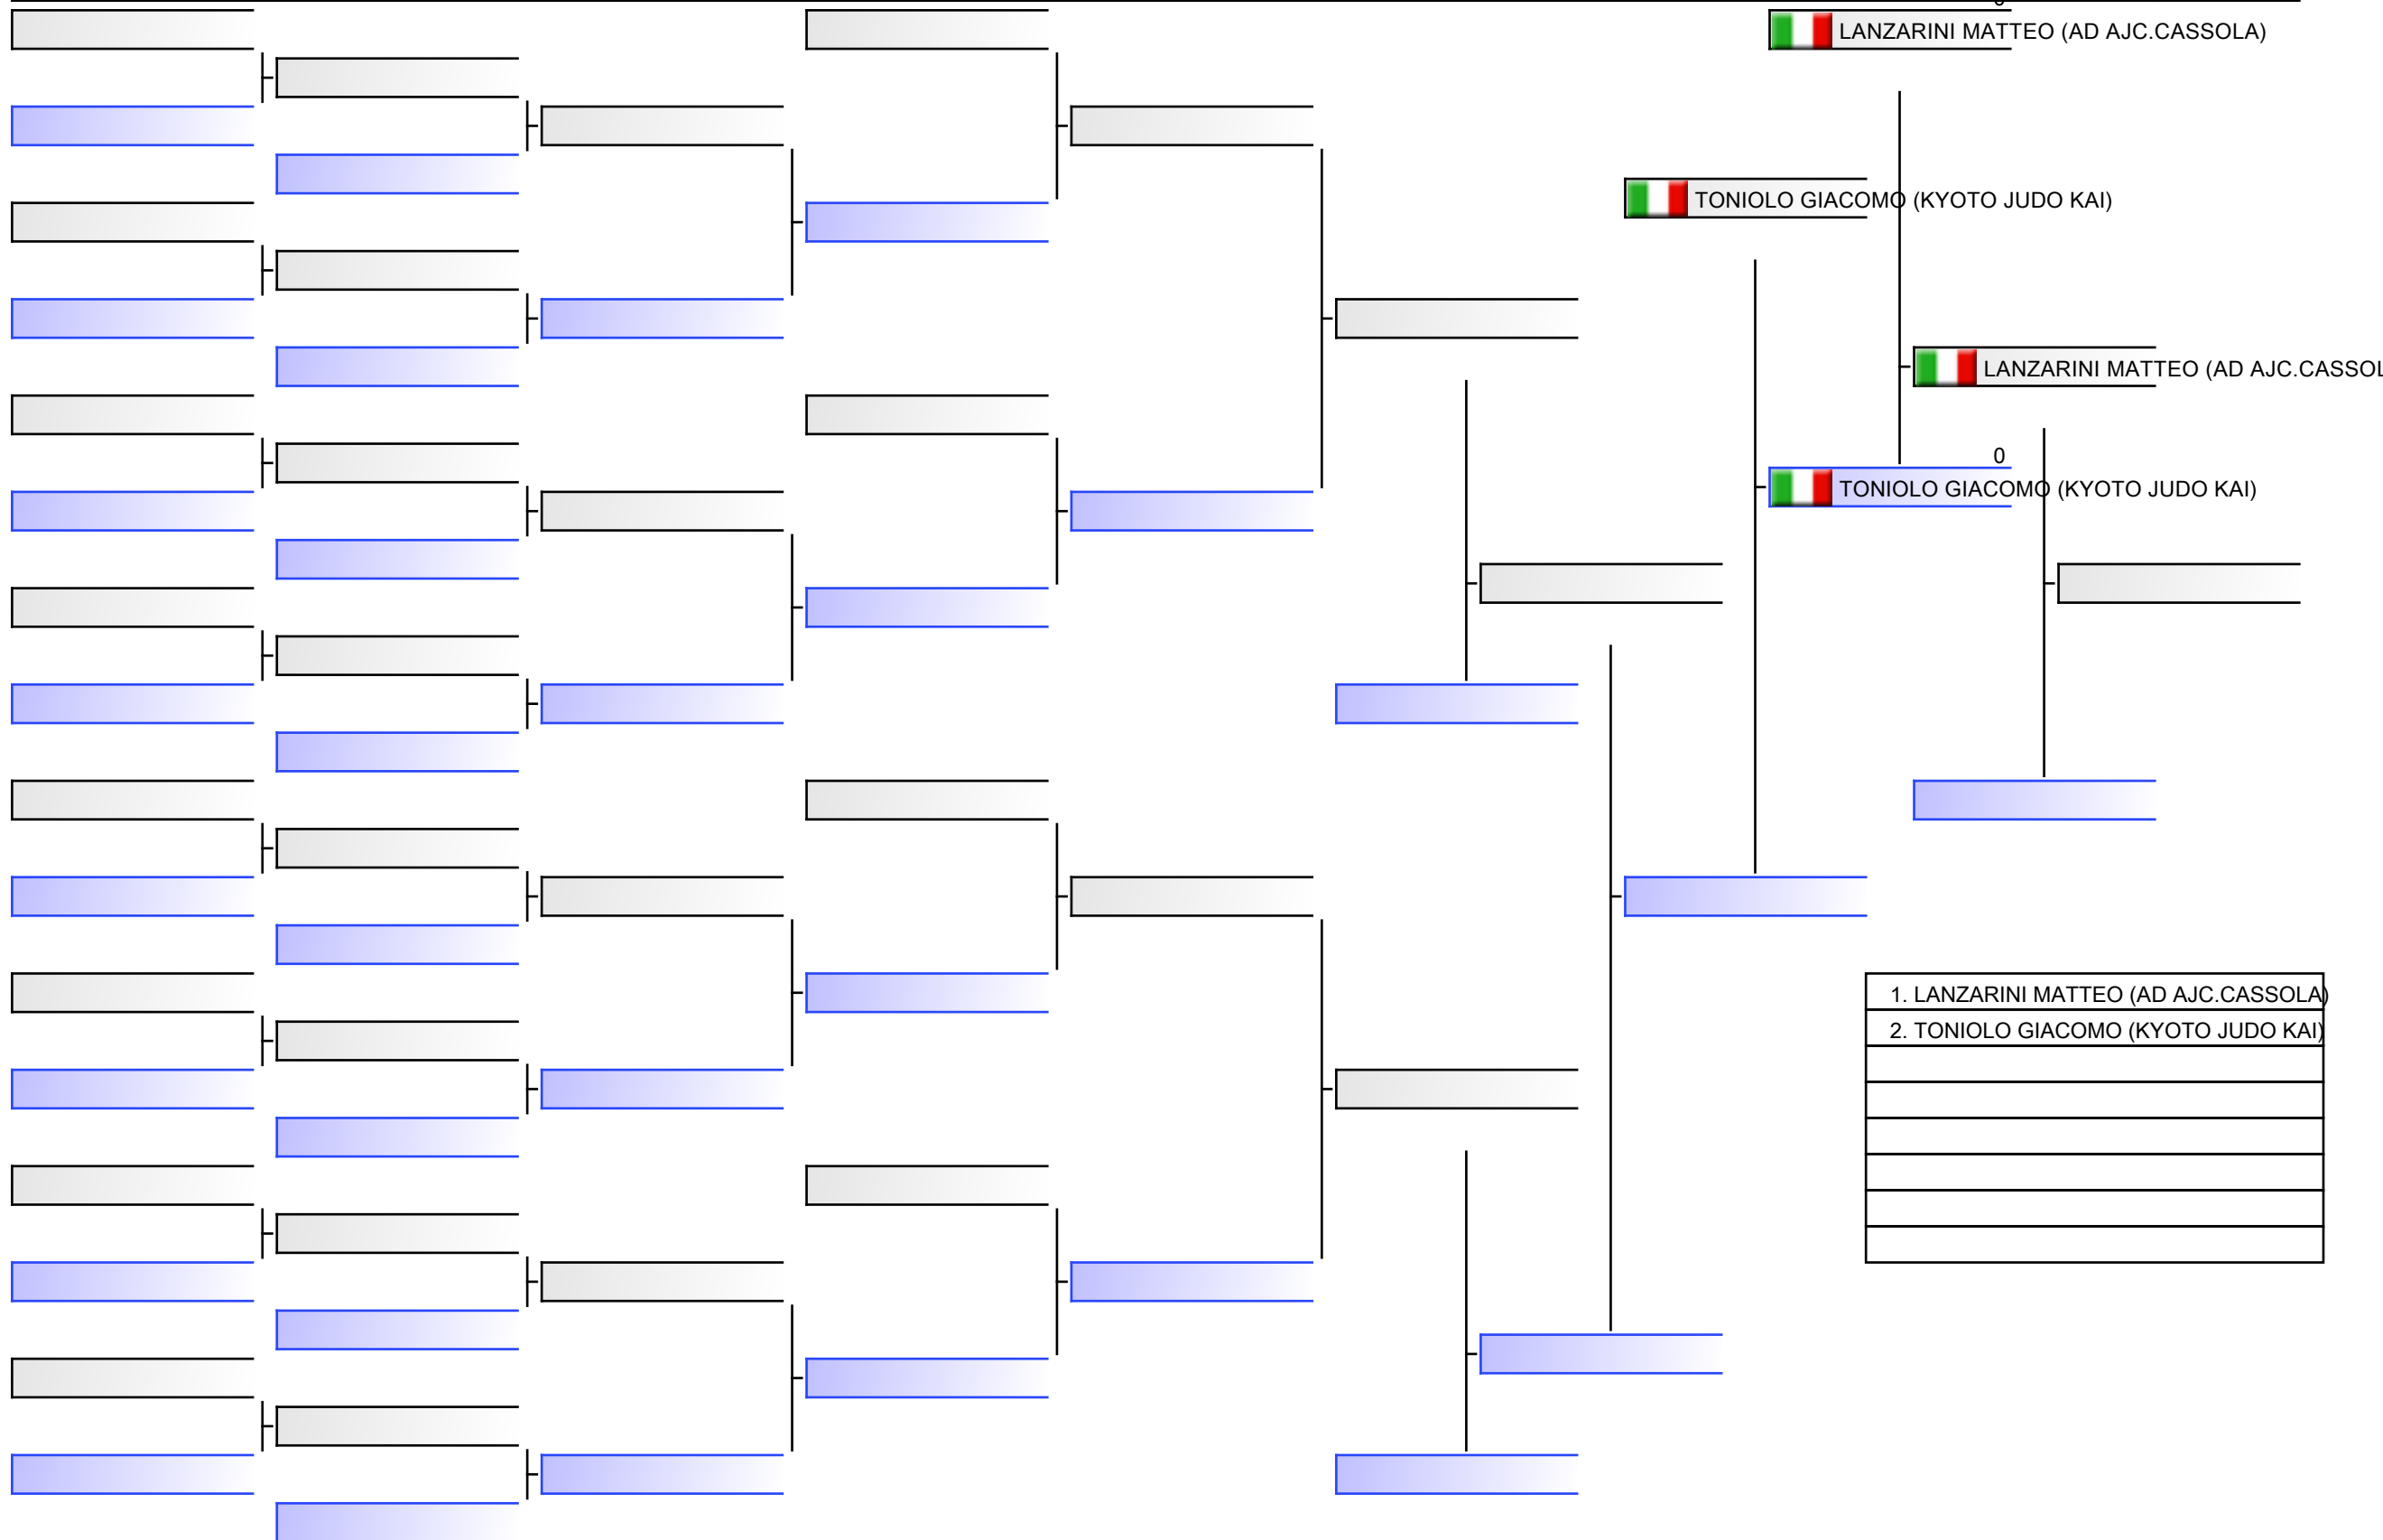 LANZARINI MATTEO (AD AJC.CASSOLA)
TONIOLO GIACOMO (KYOTO JUDO KAI)
LANZARINI MATTEO (AD AJC.CASSOL
0
TONIOLO GIACOMO (KYOTO JUDO KAI)
1. LANZARINI MATTEO (AD AJC.CASSOLA)
2. TONIOLO GIACOMO (KYOTO JUDO KAI)